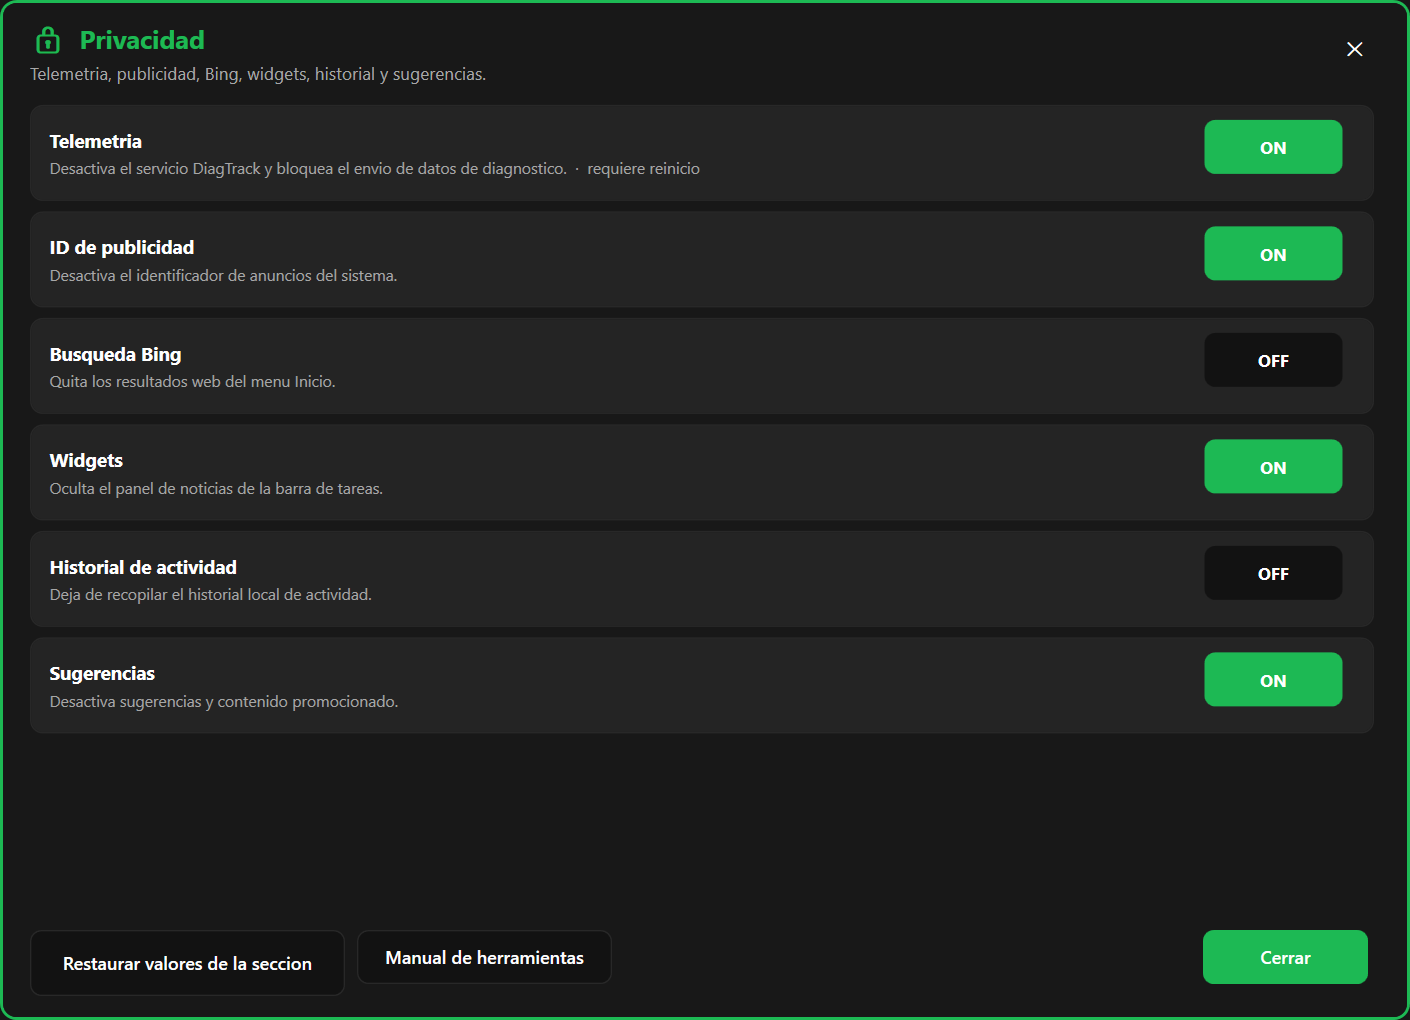 Privacidad
Telemetria, publicidad, Bing, widgets, historial y sugerencias.
Telemetria
Desactiva el servicio DiagTrack y bloquea el envio de datos de diagnostico. · requiere reinicio
ON
ID de publicidad
Desactiva el identificador de anuncios del sistema.
ON
Busqueda Bing
Quita los resultados web del menu Inicio.
OFF
Widgets
Oculta el panel de noticias de la barra de tareas.
ON
Historial de actividad
Deja de recopilar el historial local de actividad.
OFF
Sugerencias
Desactiva sugerencias y contenido promocionado.
ON
Restaurar valores de la seccion
Manual de herramientas
Cerrar